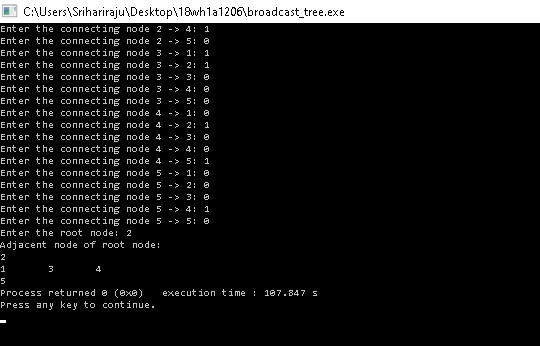 C:\Users\Srihariraju\Desktop\18wh1a1206\broadcast_tree.exe
Enter the connecting node 2 -> 4: 1
Enter the connecting node 2 -> 5: 0
Enter the connecting node 3 -> 1: 1
Enter the connecting node 3 -> 2: 1
Enter the connecting node 3 -> 3: 0
Enter the connecting node 3 -> 4: 0
Enter the connecting node 3 -> 5: 0
Enter the connecting node 4 -> 1: 0
Enter the connecting node 4 -> 2: 1
Enter the connecting node 4 -> 3: 0
Enter the connecting node 4 -> 4: 0
Enter the connecting node 4 -> 5: 1
Enter the connecting node 5 -> 1: 0
Enter the connecting node 5 -> 2: 0
Enter the connecting node 5 -> 3: 0
Enter the connecting node 5 -> 4: 1
Enter the connecting node 5 -> 5: 0
Enter the root node: 2
Adjacent node of root node:
2
1 3 4
5
Process returned 0 (0x0) execution time : 107.847 s
Press any key to continue.